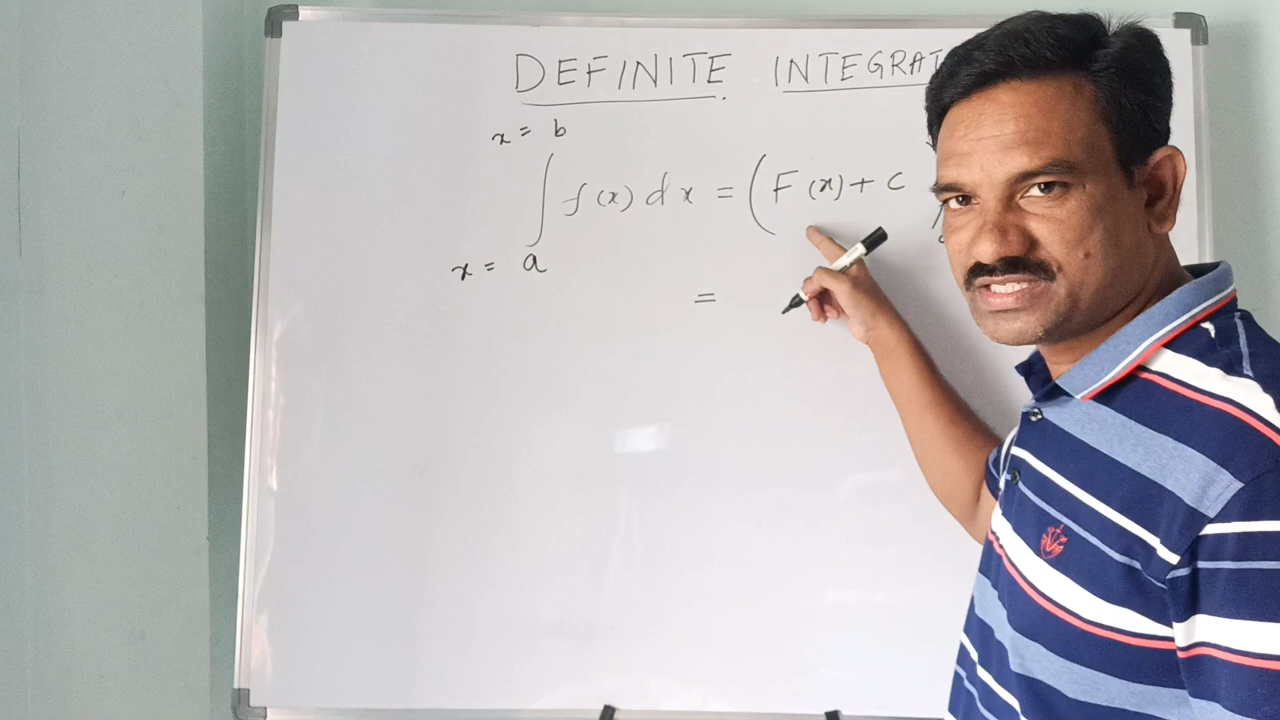 DEFINITE INTEGRAT
x = b
∫ f(x) dx = (F(x) + c
x = a
=